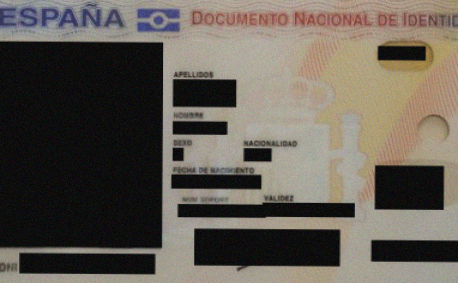 ESPAÑA DOCUMENTO NACIONAL DE IDENTID
APELLIDOS
NOMBRE
SEXO NACIONALIDAD
FECHA DE NACIMIENTO
NUM SOPORT VALIDEZ
DNI